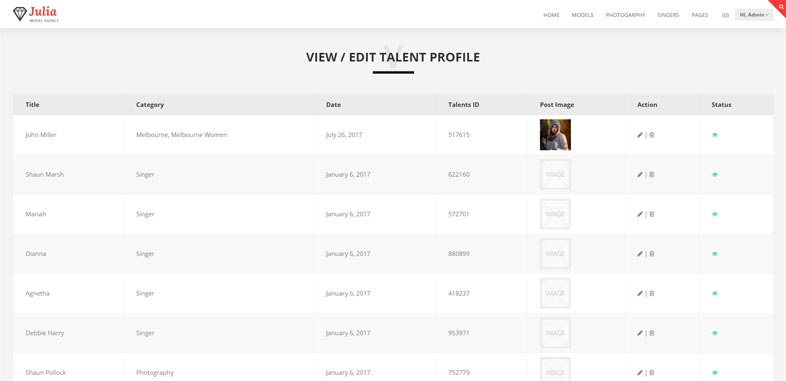 Julia
MODEL AGENCY
HOME MODELS PHOTOGRAPHY SINGERS PAGES (0) Hi, Admin
VIEW / EDIT TALENT PROFILE
Title Category Date Talents ID Post Image Action Status
John Miller Melbourne, Melbourne Women July 26, 2017 517615 |
Shaun Marsh Singer January 6, 2017 622160 IMAGE |
Mariah Singer January 6, 2017 572701 IMAGE |
Dianna Singer January 6, 2017 880899 IMAGE |
Agnetha Singer January 6, 2017 418237 IMAGE |
Debbie Harry Singer January 6, 2017 953971 IMAGE |
Shaun Pollock Photography January 6, 2017 752779 IMAGE |